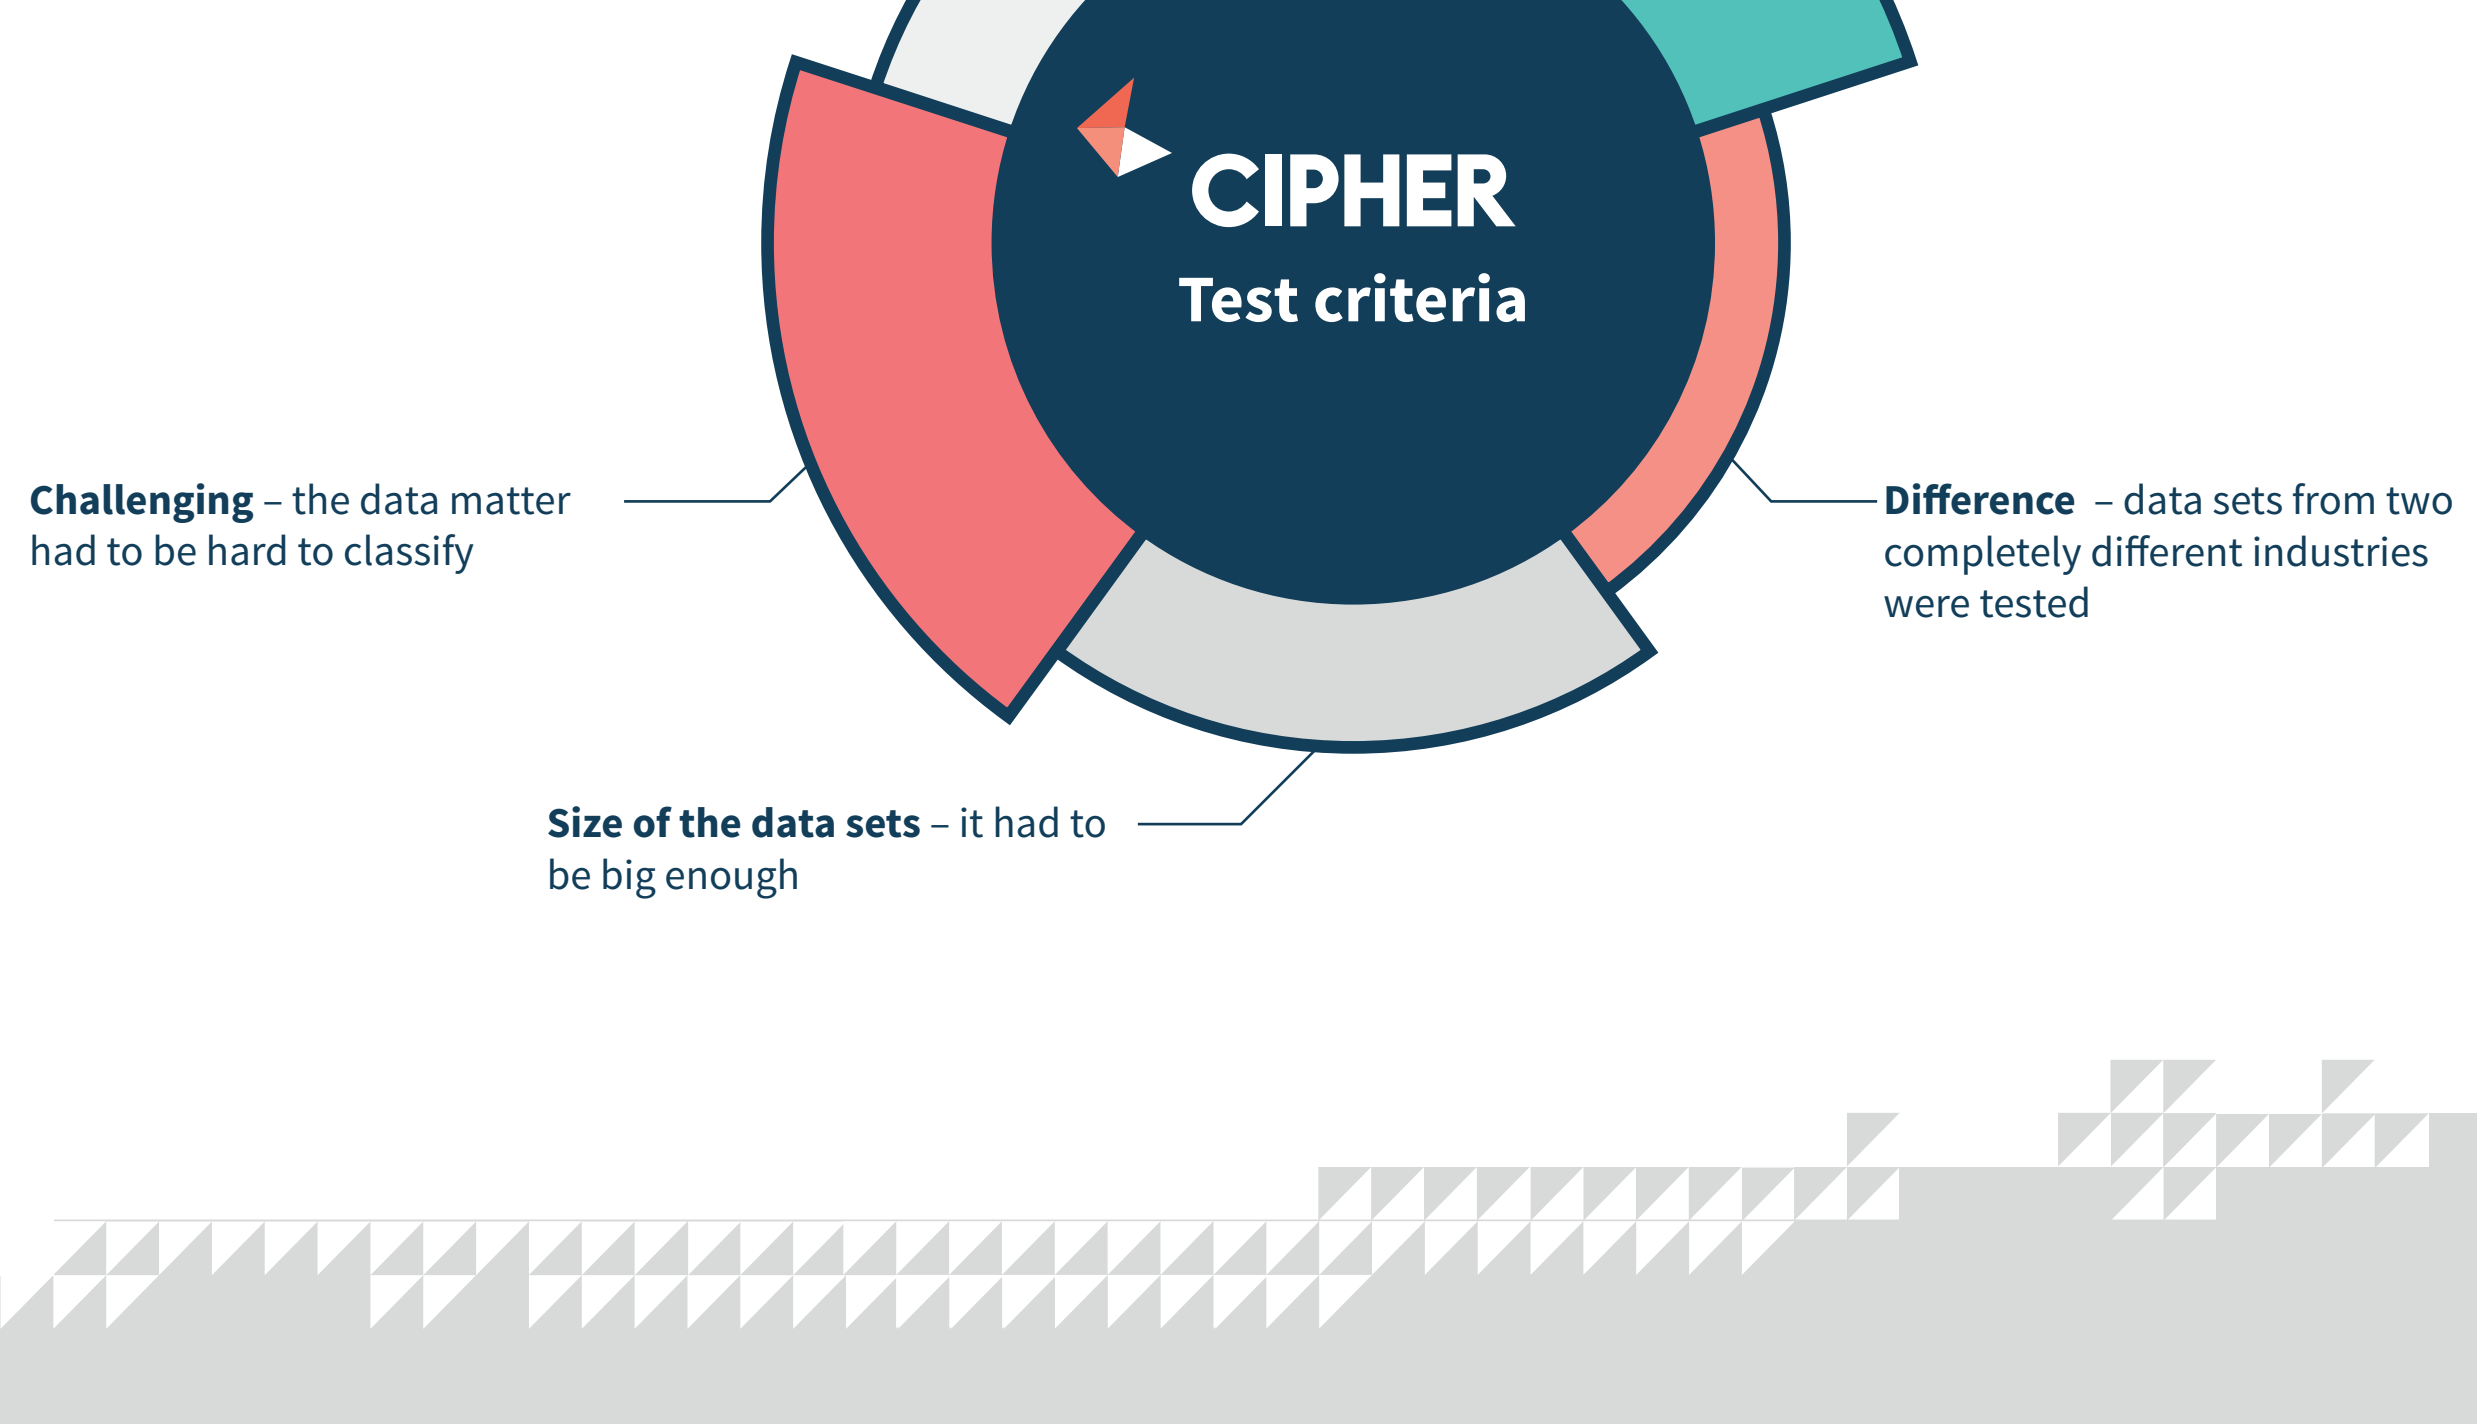 CIPHER
Test criteria
Challenging – the data matter
had to be hard to classify
Difference – data sets from two
completely different industries
were tested
Size of the data sets – it had to
be big enough